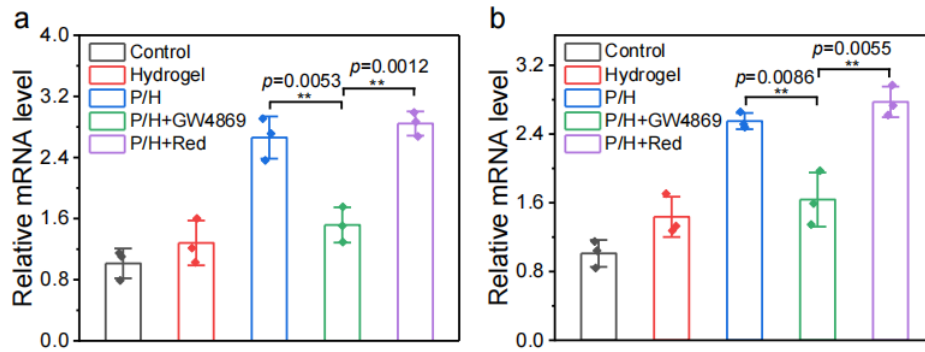 a
Relative mRNA level
4.0
3.2
2.4
1.6
0.8
0.0
Control
Hydrogel
P/H
P/H+GW4869
P/H+Red
p=0.0053
**
p=0.0012
**
b
Relative mRNA level
3.2
2.4
1.6
0.8
0.0
Control
Hydrogel
P/H
P/H+GW4869
P/H+Red
p=0.0086
**
p=0.0055
**